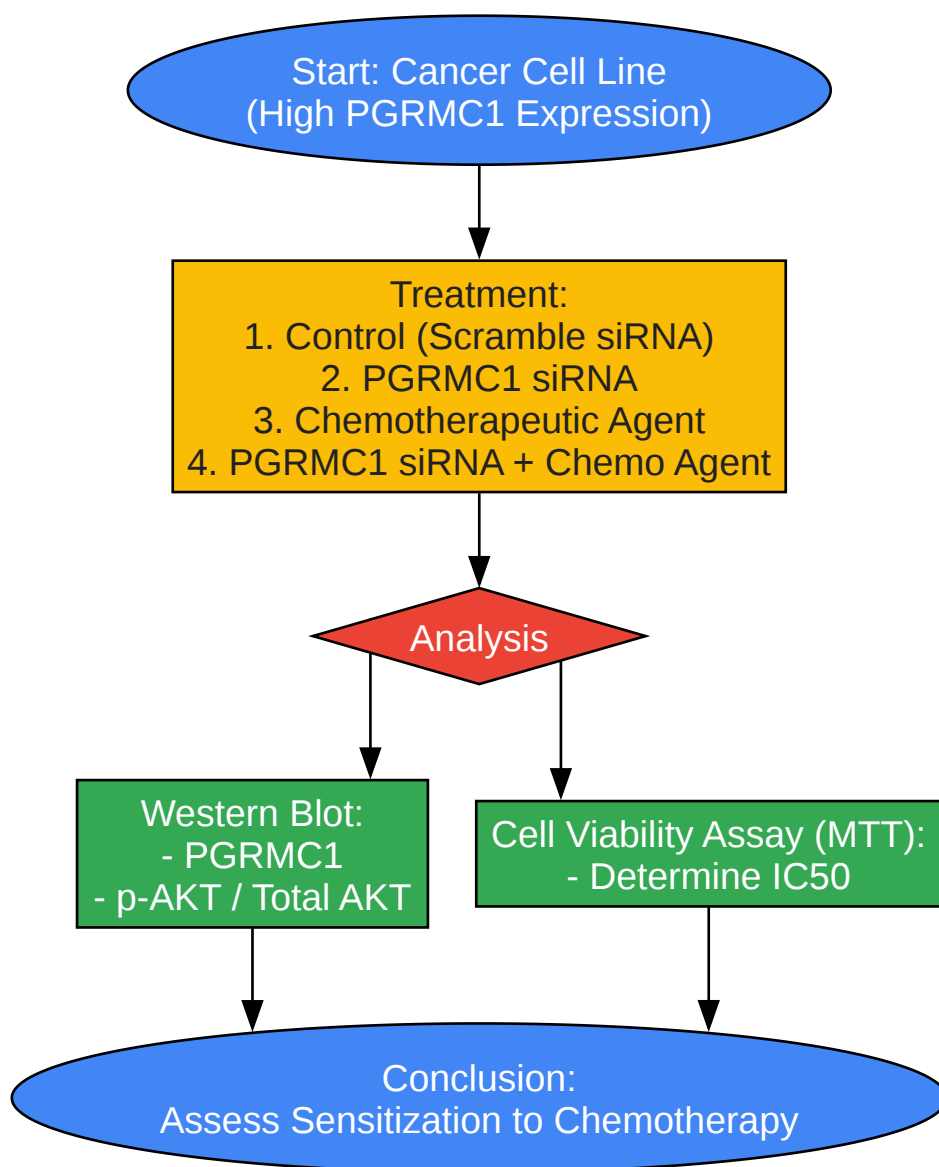 Start: Cancer Cell Line
(High PGRMC1 Expression)
Treatment:
1. Control (Scramble siRNA)
2. PGRMC1 siRNA
3. Chemotherapeutic Agent
4. PGRMC1 siRNA + Chemo Agent
Analysis
Western Blot:
- PGRMC1
- p-AKT / Total AKT
Cell Viability Assay (MTT):
- Determine IC50
Conclusion:
Assess Sensitization to Chemotherapy